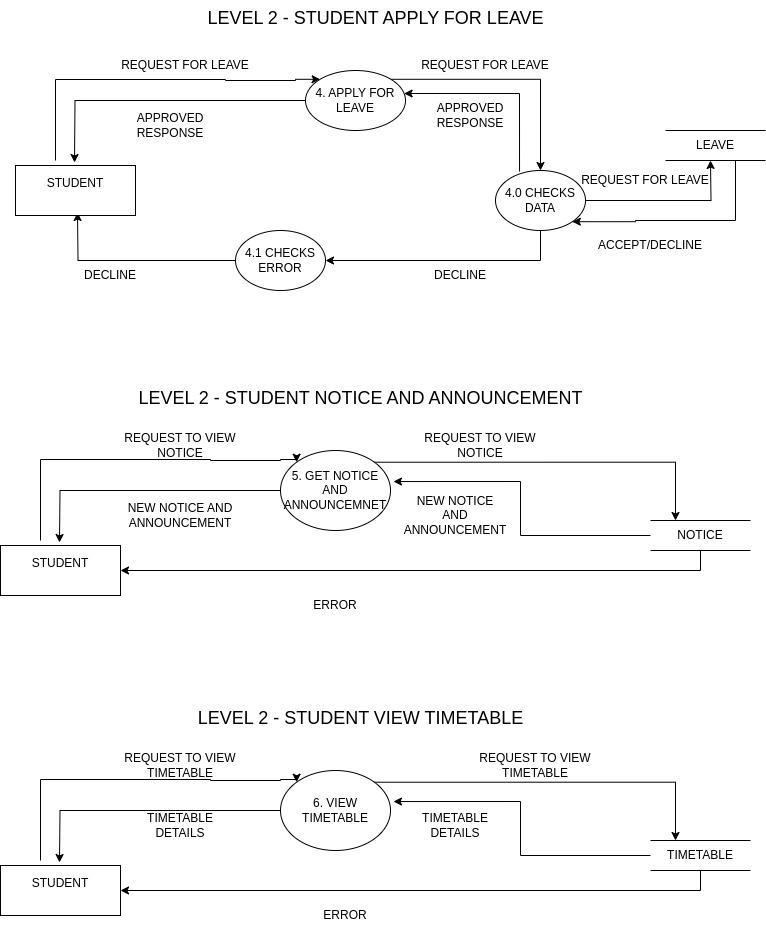 LEVEL 2 - STUDENT APPLY FOR LEAVE
REQUEST FOR LEAVE
REQUEST FOR LEAVE
4. APPLY FOR
LEAVE
APPROVED
RESPONSE
APPROVED
RESPONSE
LEAVE
STUDENT
REQUEST FOR LEAVE
4.0 CHECKS
DATA
ACCEPT/DECLINE
4.1 CHECKS
ERROR
DECLINE
DECLINE
LEVEL 2 - STUDENT NOTICE AND ANNOUNCEMENT
REQUEST TO VIEW
NOTICE
REQUEST TO VIEW
NOTICE
5. GET NOTICE
AND
ANNOUNCEMNET
NEW NOTICE AND
ANNOUNCEMENT
NEW NOTICE
AND
ANNOUNCEMENT
NOTICE
STUDENT
ERROR
LEVEL 2 - STUDENT VIEW TIMETABLE
REQUEST TO VIEW
TIMETABLE
REQUEST TO VIEW
TIMETABLE
6. VIEW
TIMETABLE
TIMETABLE
DETAILS
TIMETABLE
DETAILS
TIMETABLE
STUDENT
ERROR